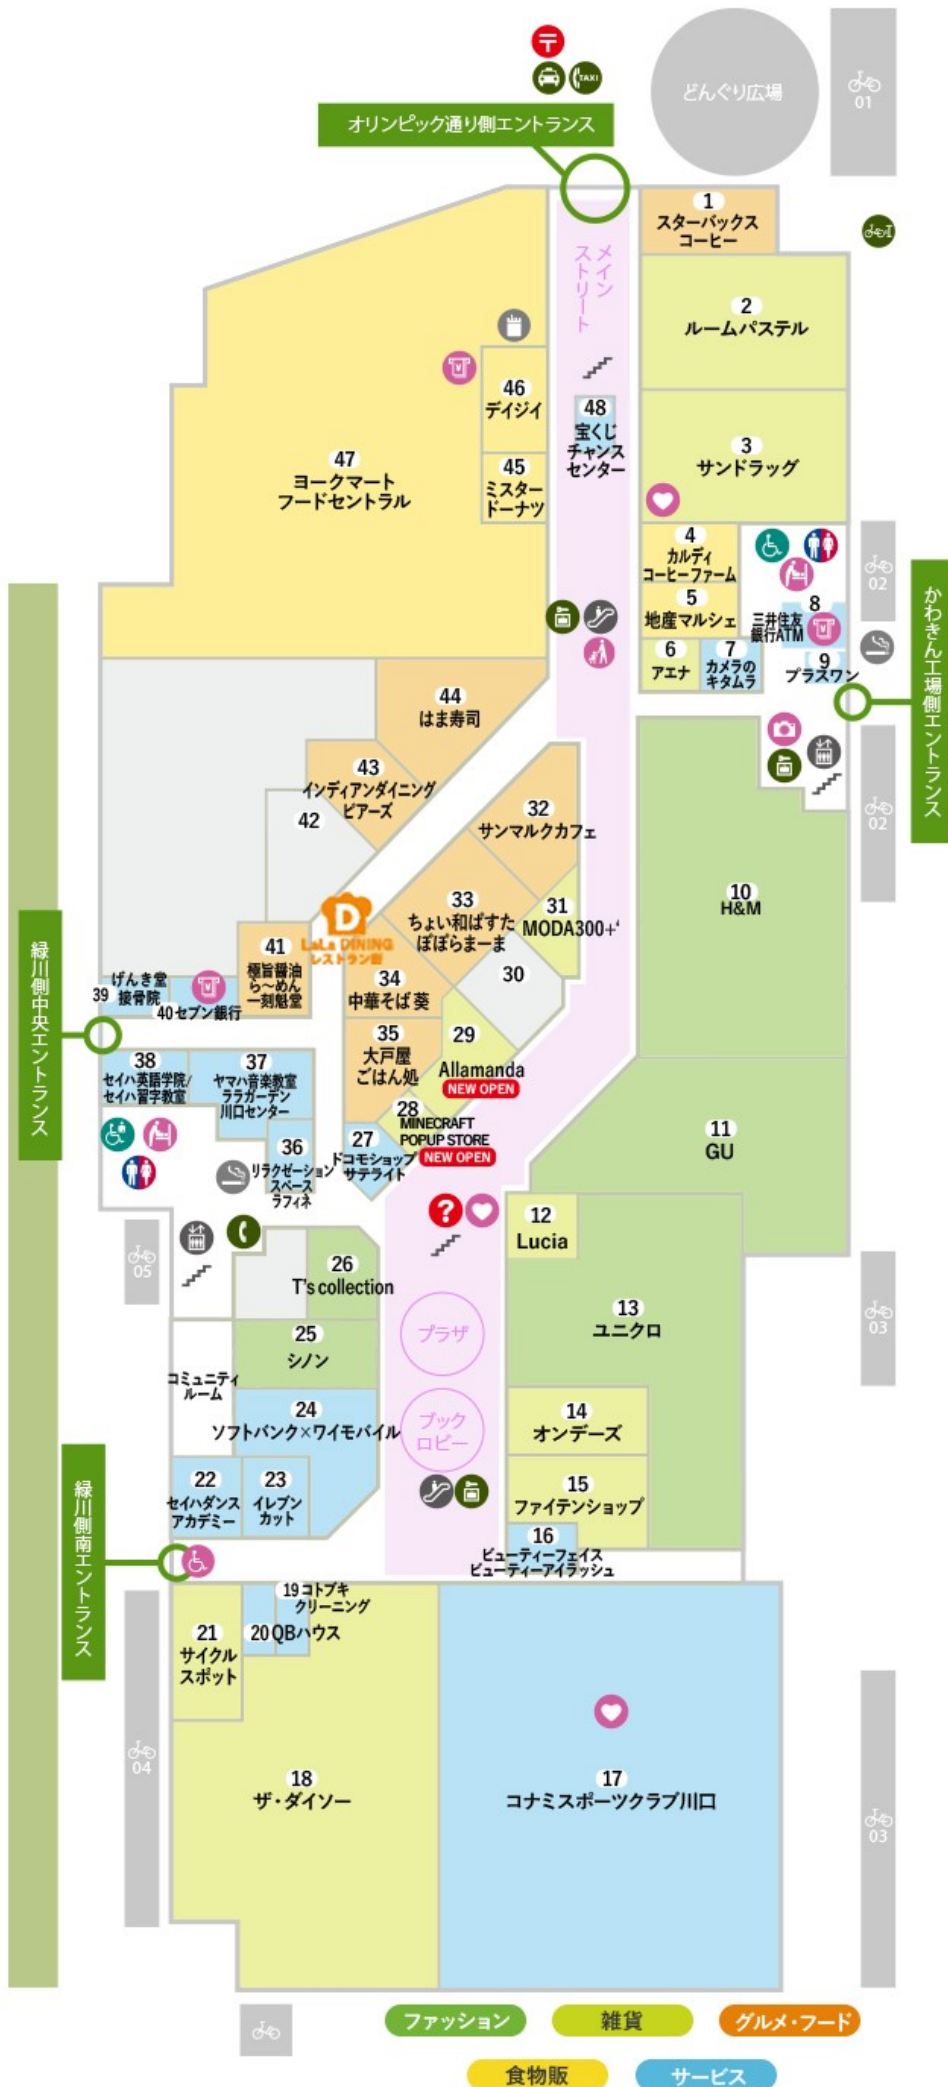 〒
TAXI
どんぐり広場
01
オリンピック通り側エントランス
1
スターバックス
コーヒー
メイン
ストリート
2
ルームパステル
46
デイジイ
48
宝くじ
チャンス
センター
3
サンドラッグ
47
ヨークマート
フードセントラル
45
ミスター
ドーナツ
4
カルディ
コーヒーファーム
02
5
地産マルシェ
8
三井住友
銀行ATM
6
アエナ
7
カメラの
キタムラ
9
プラスワン
かわきん工場側エントランス
44
はま寿司
43
インディアンダイニング
ビアーズ
42
32
サンマルクカフェ
02
10
H&M
33
ちょい和ぱすた
ぽぽらまーま
31
MODA300+
D
LaLa DINING
レストラン街
41
極旨醤油
ら〜めん
一刻魁堂
34
中華そば 葵
30
緑川側中央エントランス
39
げんき堂
接骨院
40 セブン銀行
35
大戸屋
ごはん処
29
Allamanda
NEW OPEN
38
セイハ英語学院/
セイハ習字教室
37
ヤマハ音楽教室
ララガーデン
川口センター
28
MINECRAFT
POPUP STORE
NEW OPEN
11
GU
36
リラクゼーション
スペース
ラフィネ
27
ドコモショップ
サテライト
?
12
Lucia
05
26
T's collection
13
ユニクロ
プラザ
03
25
シノン
コミュニティ
ルーム
24
ソフトバンク×ワイモバイル
ブック
ロビー
14
オンデーズ
緑川側南エントランス
22
セイハダンス
アカデミー
23
イレブン
カット
15
ファイテンショップ
16
ビューティーフェイス
ビューティーアイラッシュ
19 コトブキ
クリーニング
20 QBハウス
21
サイクル
スポット
04
18
ザ・ダイソー
17
コナミスポーツクラブ川口
03
ファッション
雑貨
グルメ・フード
食物販
サービス